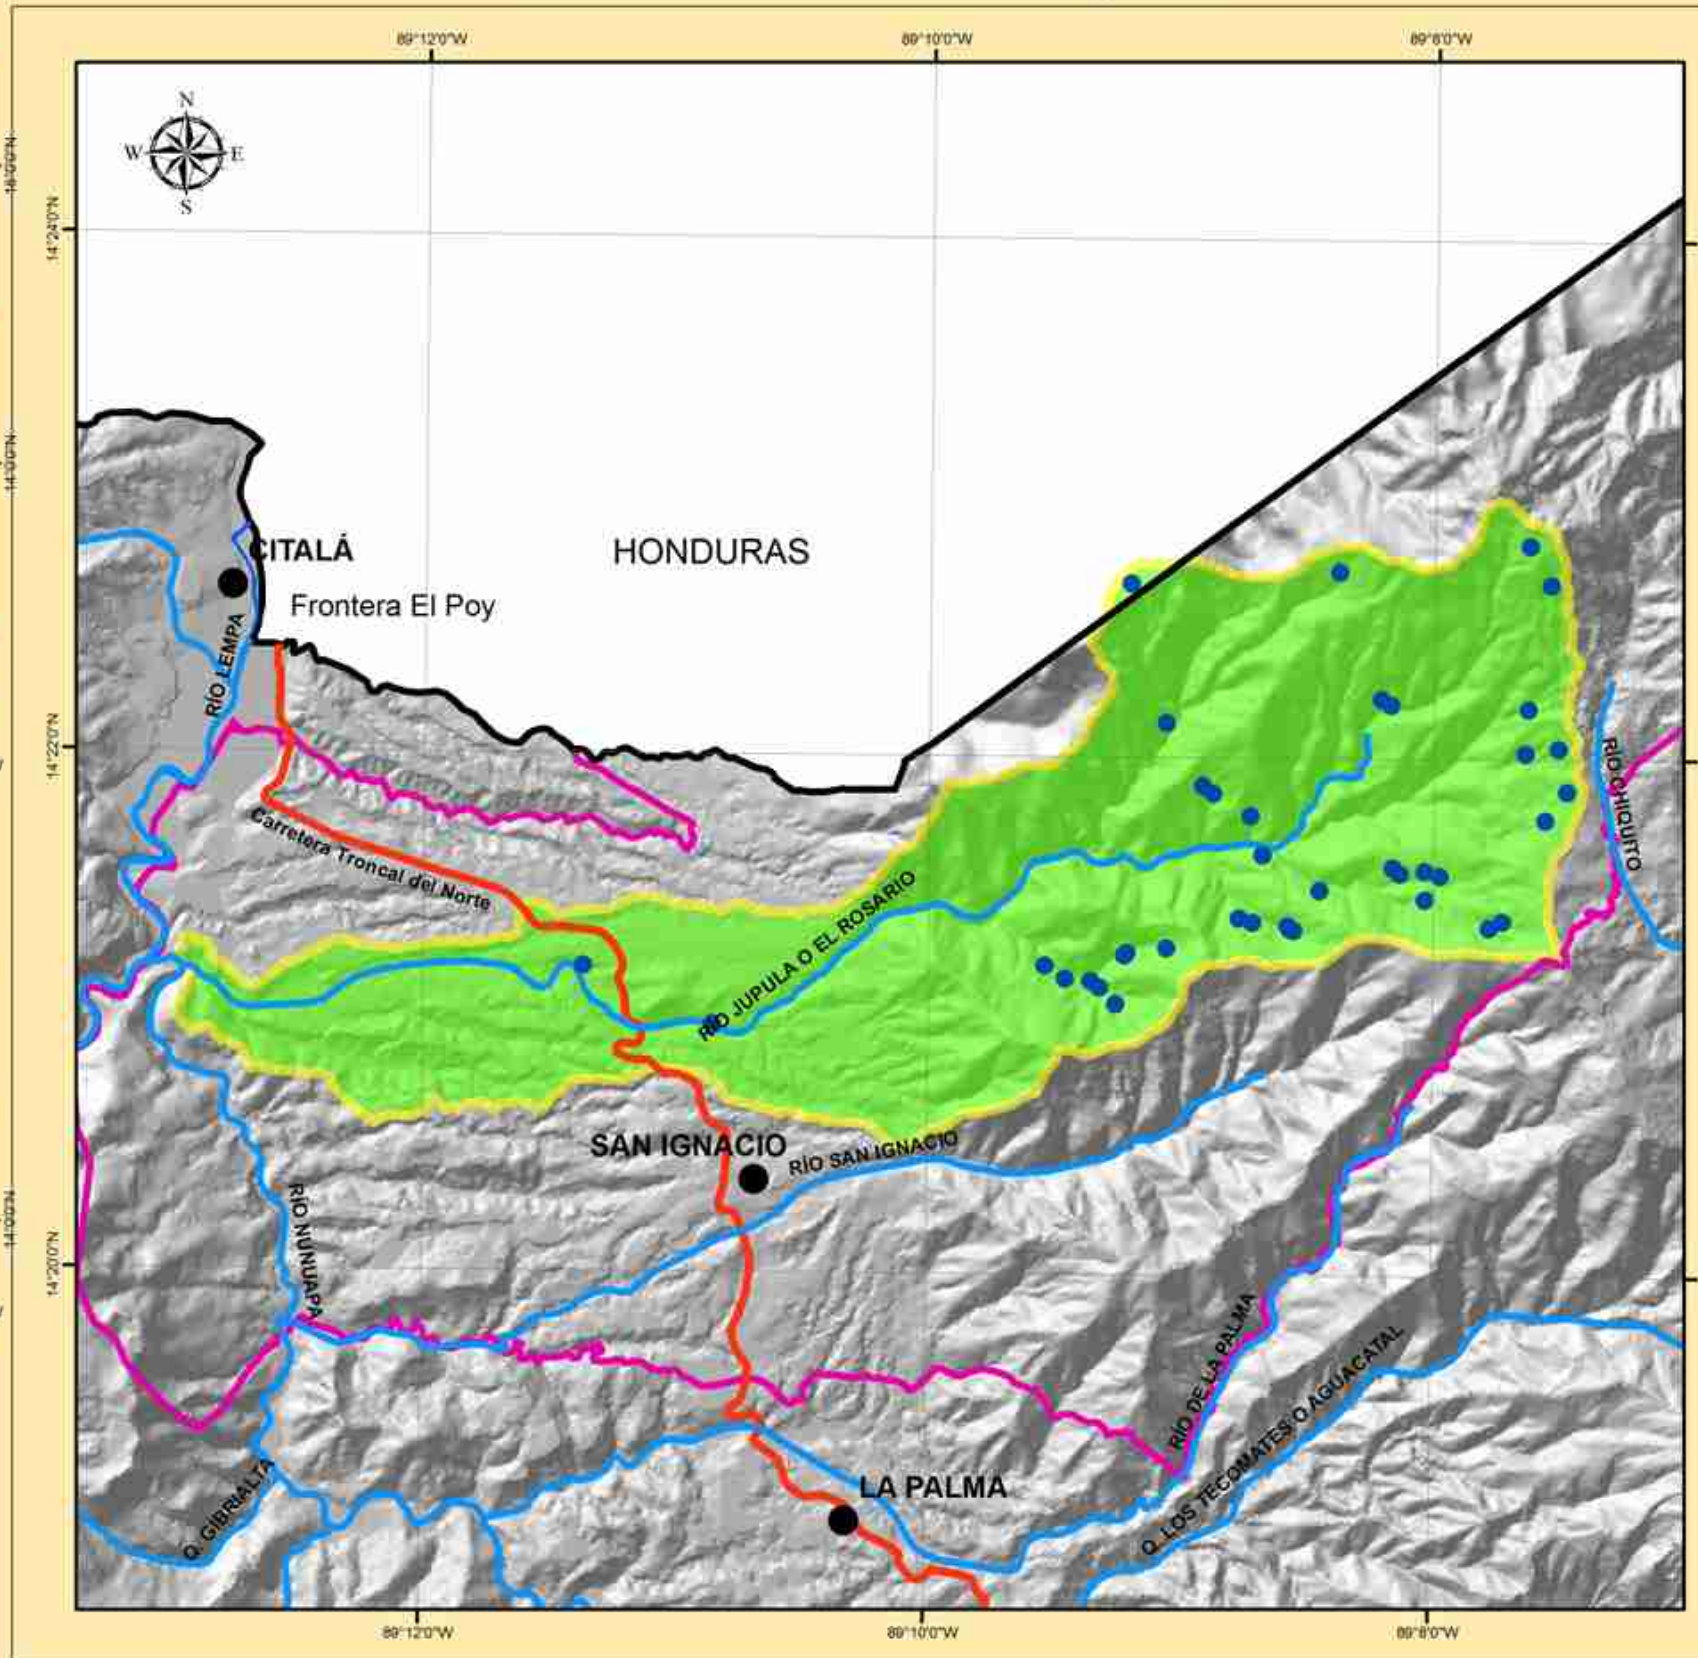 89°12'0"W 89°10'0"W 89°8'0"W
N
W E
S
14°24'0"N
CITALÁ
HONDURAS
Frontera El Poy
RÍO LEMPA
14°22'0"N
RÍO CHIQUITO
Carretera Troncal del Norte
RÍO JUPULA O EL ROSARIO
SAN IGNACIO
RÍO SAN IGNACIO
RÍO NUNUAPA
14°20'0"N
RÍO DE LA PALMA
Q. LOS TECOMATES O AGUACATAL
Q. GIBRIALTA
LA PALMA
89°12'0"W 89°10'0"W 89°8'0"W